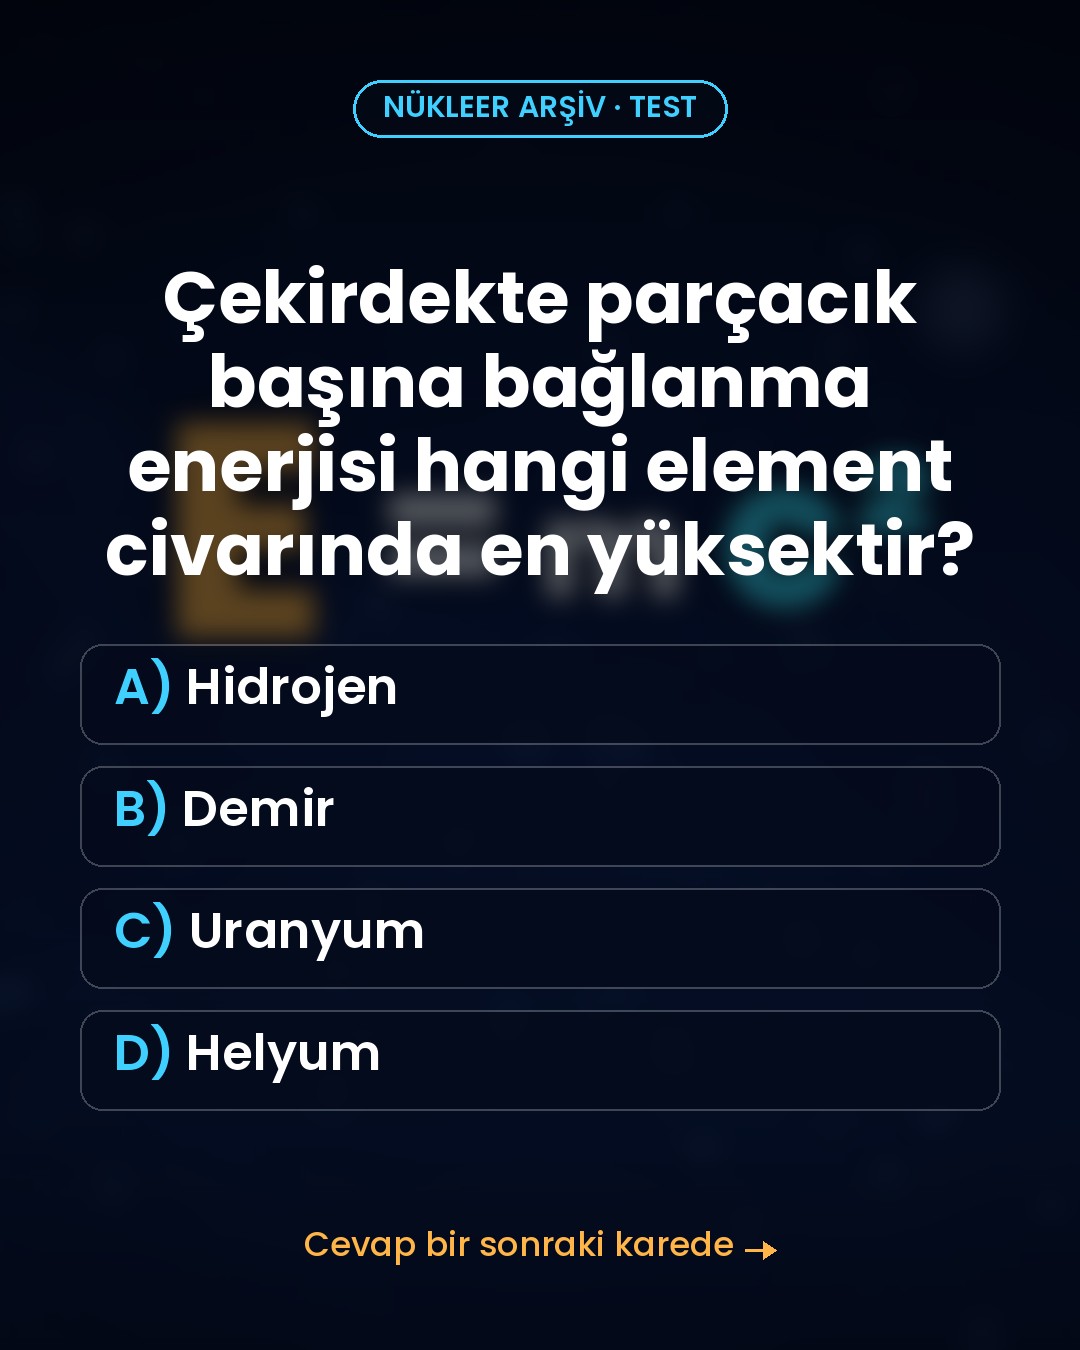 NÜKLEER ARŞİV · TEST
Çekirdekte parçacık
başına bağlanma
enerjisi hangi element
civarında en yüksektir?
A) Hidrojen
B) Demir
C) Uranyum
D) Helyum
Cevap bir sonraki karede →